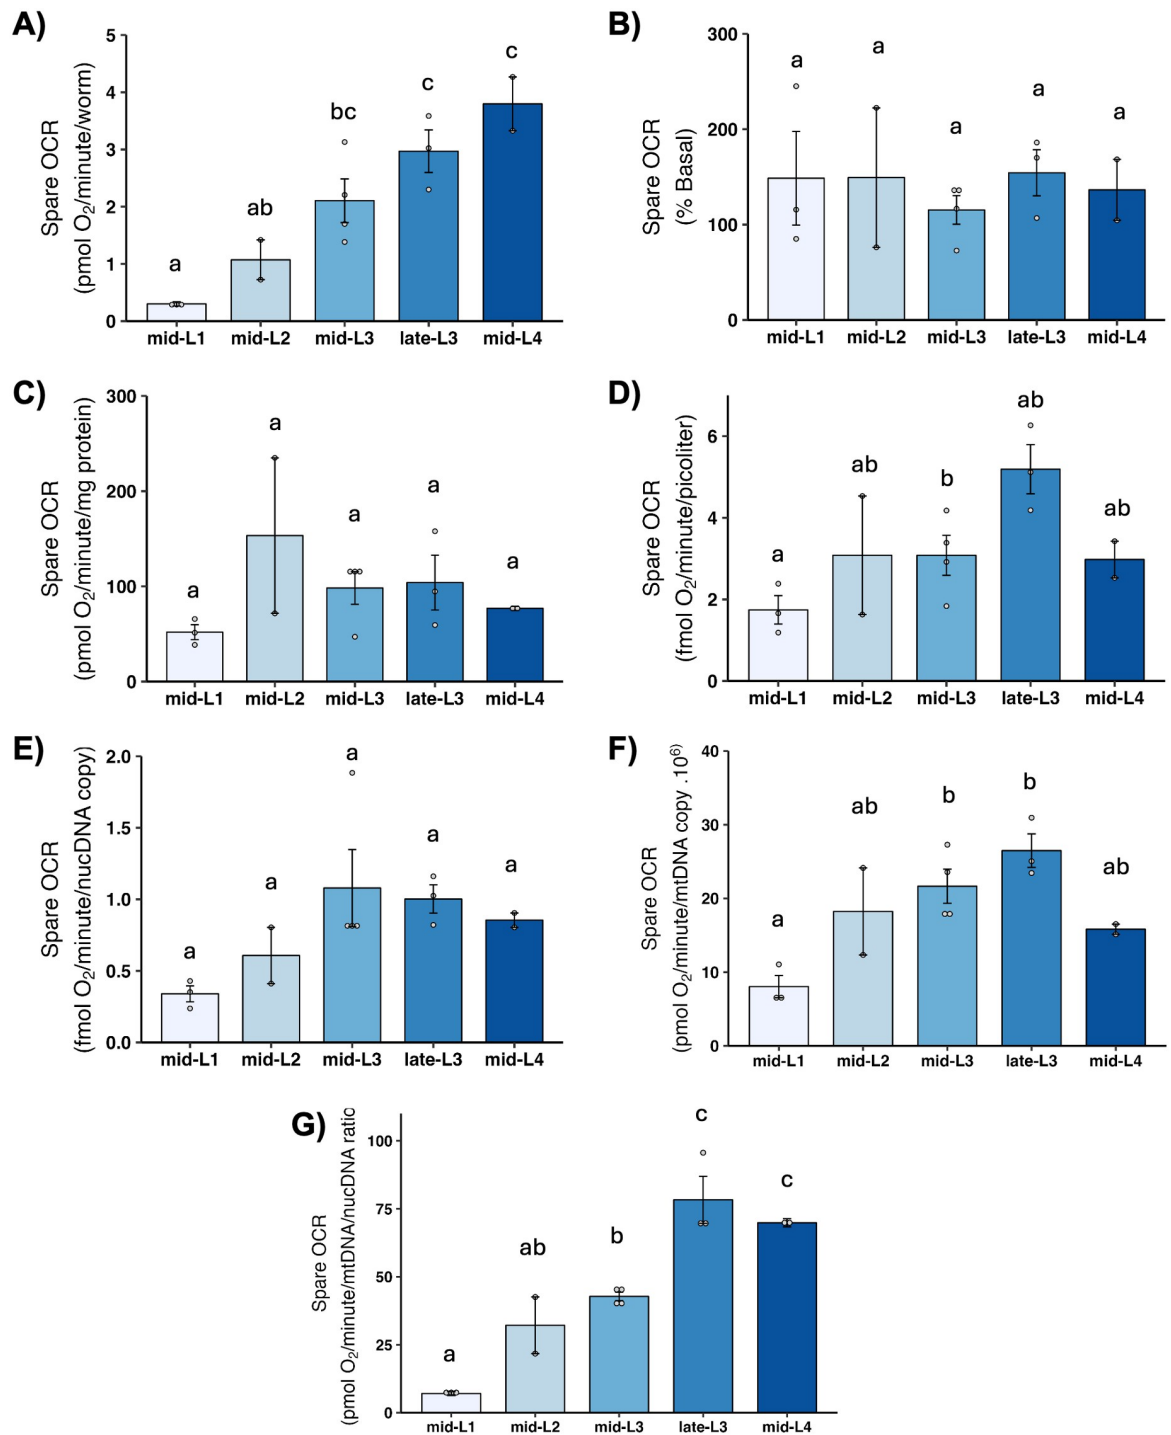 A)
Spare OCR
(pmol O₂/minute/worm)
5
4
3
2
1
0
a
ab
bc
c
c
mid-L1 mid-L2 mid-L3 late-L3 mid-L4
B)
Spare OCR
(% Basal)
300
200
100
0
a
a
a
a
a
mid-L1 mid-L2 mid-L3 late-L3 mid-L4
C)
Spare OCR
(pmol O₂/minute/mg protein)
300
200
100
0
a
a
a
a
a
mid-L1 mid-L2 mid-L3 late-L3 mid-L4
D)
Spare OCR
(fmol O₂/minute/picoliter)
6
4
2
0
a
ab
b
ab
ab
mid-L1 mid-L2 mid-L3 late-L3 mid-L4
E)
Spare OCR
(fmol O₂/minute/nucDNA copy)
2.0
1.5
1.0
0.5
0.0
a
a
a
a
a
mid-L1 mid-L2 mid-L3 late-L3 mid-L4
F)
Spare OCR
(pmol O₂/minute/mtDNA copy .10⁶)
40
30
20
10
0
a
ab
b
b
ab
mid-L1 mid-L2 mid-L3 late-L3 mid-L4
G)
Spare OCR
(pmol O₂/minute/mtDNA/nucDNA ratio
100
75
50
25
0
a
ab
b
c
c
mid-L1 mid-L2 mid-L3 late-L3 mid-L4